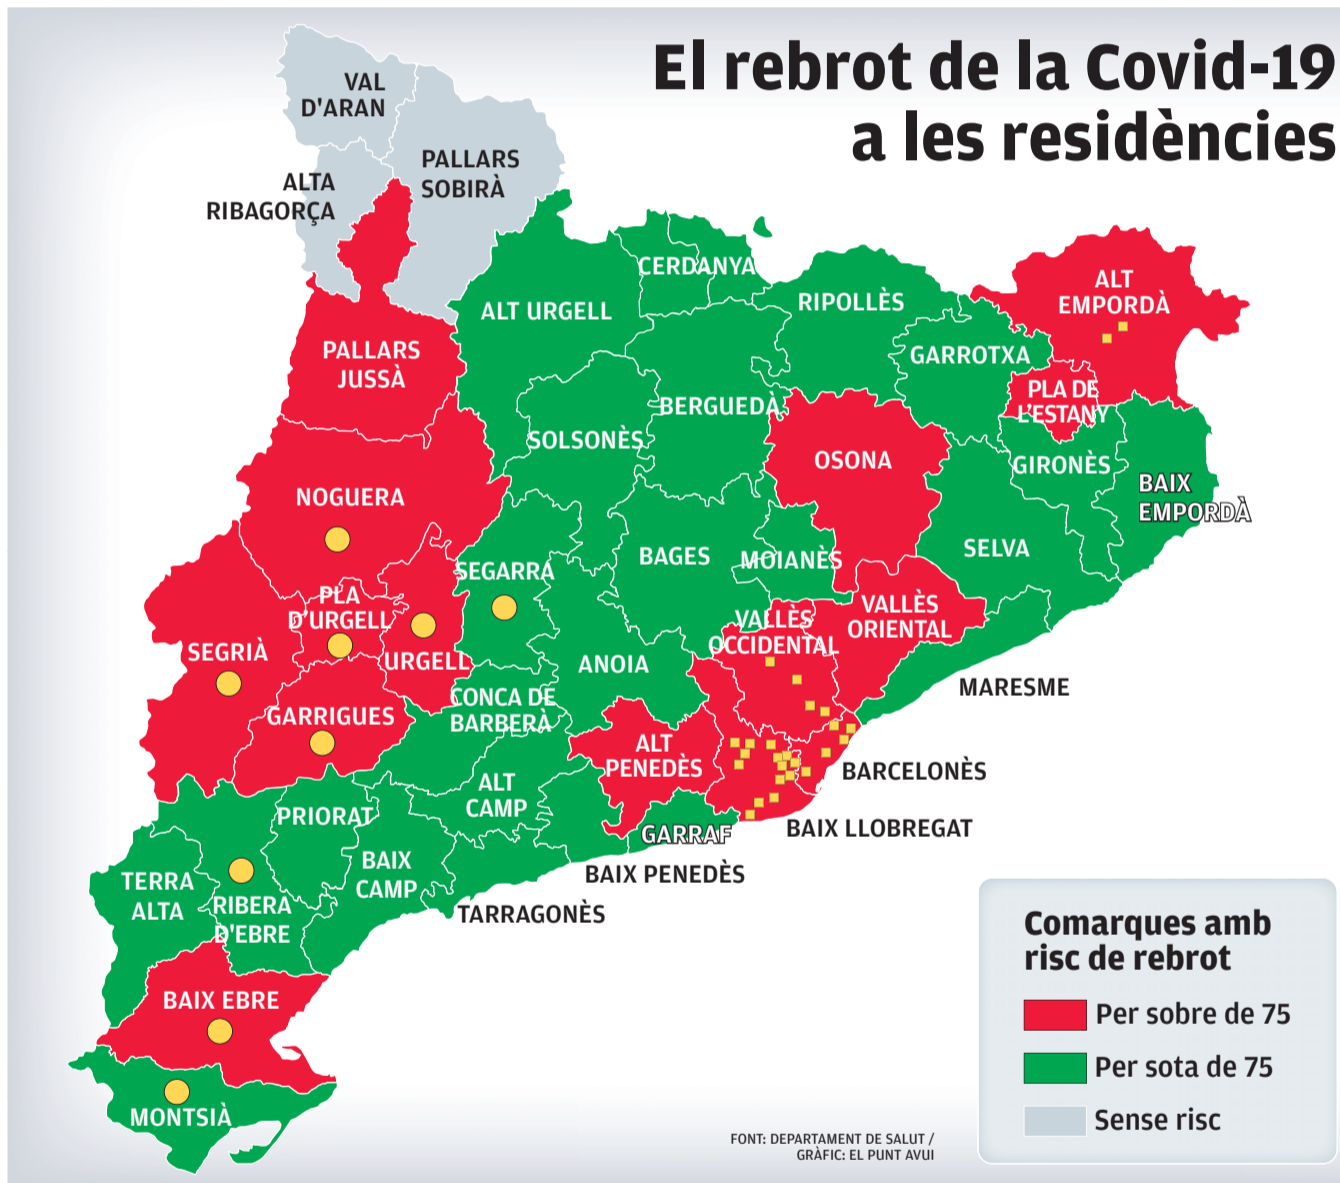 El rebrot de la Covid-19
a les residències
VAL
D'ARAN
PALLARS
SOBIRÀ
ALTA
RIBAGORÇA
CERDANYA
ALT URGELL
RIPOLLÈS
ALT
EMPORDÀ
PALLARS
JUSSÀ
GARROTXA
PLA DE
L'ESTANY
BERGUEDÀ
SOLSONÈS
OSONA
GIRONÈS
BAIX
EMPORDÀ
NOGUERA
BAGES
MOIANÈS
SELVA
SEGARRA
PLA
D'URGELL
VALLÈS
OCCIDENTAL
VALLÈS
ORIENTAL
SEGRIÀ
URGELL
ANOIA
MARESME
GARRIGUES
CONCA DE
BARBERÀ
ALT
PENEDÈS
BARCELONÈS
ALT
CAMP
PRIORAT
GARRAF
BAIX LLOBREGAT
BAIX
CAMP
BAIX PENEDÈS
TERRA
ALTA
RIBERA
D'EBRE
TARRAGONÈS
BAIX EBRE
MONTSIÀ
Comarques amb
risc de rebrot
Per sobre de 75
Per sota de 75
Sense risc
FONT: DEPARTAMENT DE SALUT /
GRÀFIC: EL PUNT AVUI